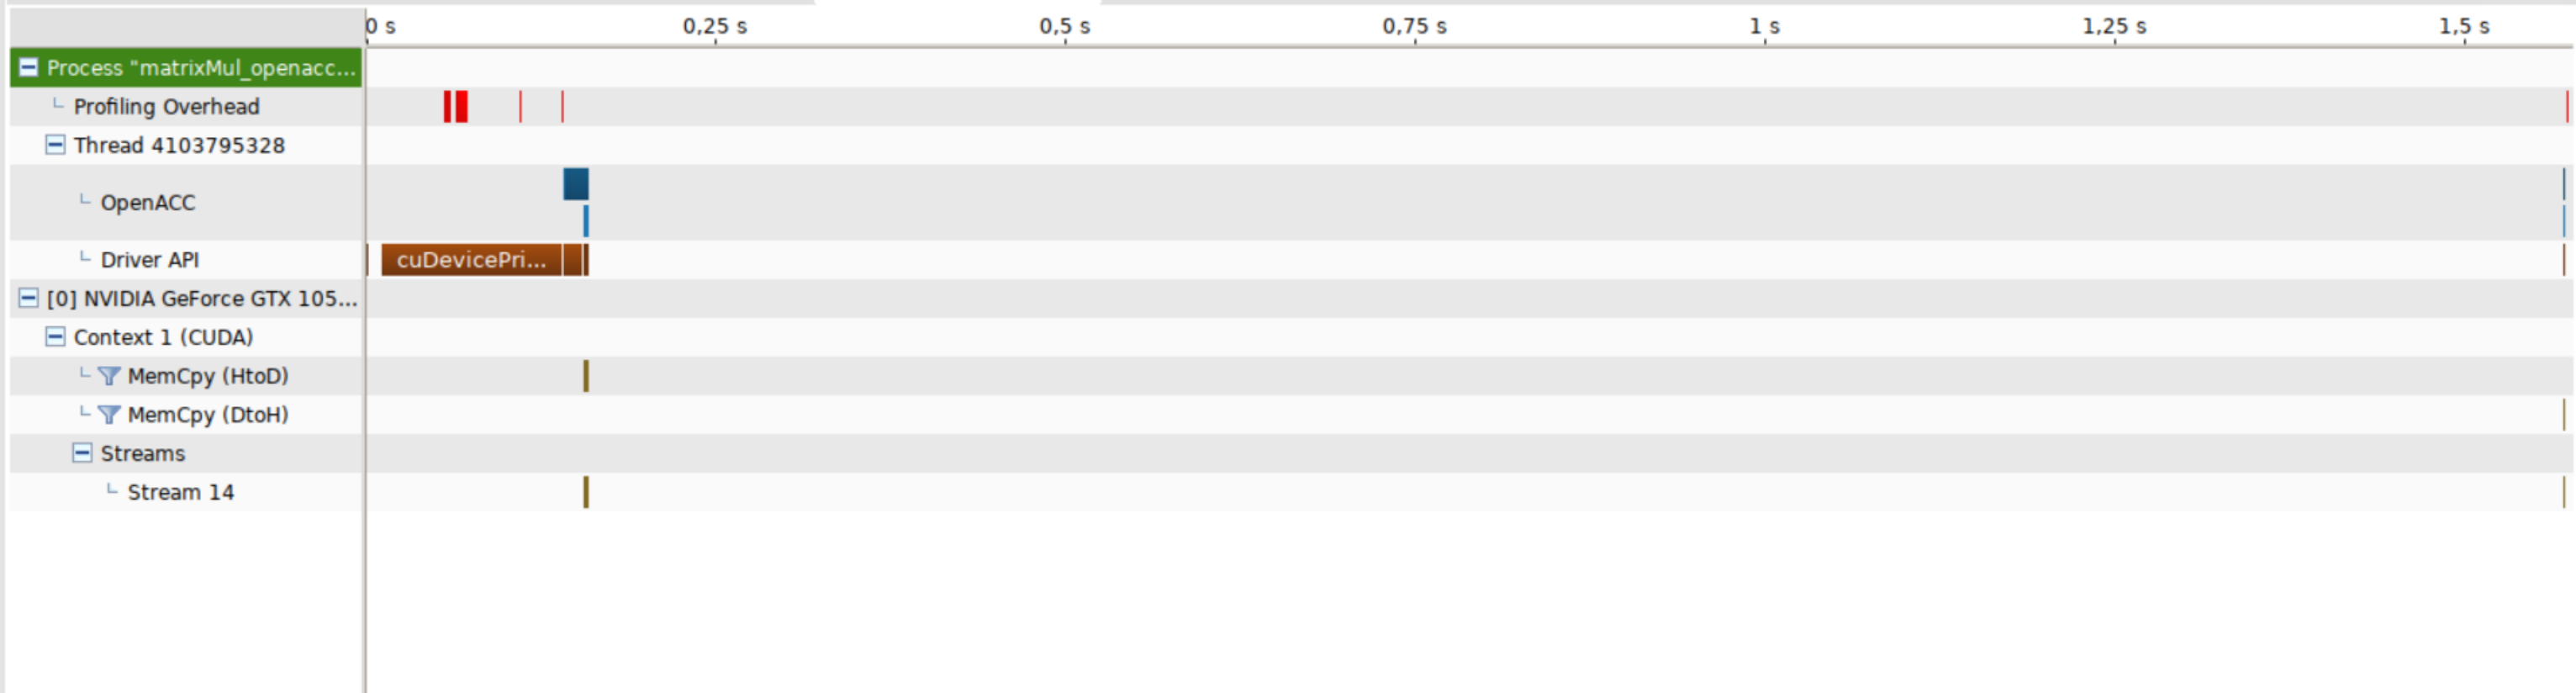 0 s 0,25 s 0,5 s 0,75 s 1 s 1,25 s 1,5 s
Process "matrixMul_openacc...
Profiling Overhead
Thread 4103795328
OpenACC
Driver API cuDevicePri...
[0] NVIDIA GeForce GTX 105...
Context 1 (CUDA)
MemCpy (HtoD)
MemCpy (DtoH)
Streams
Stream 14